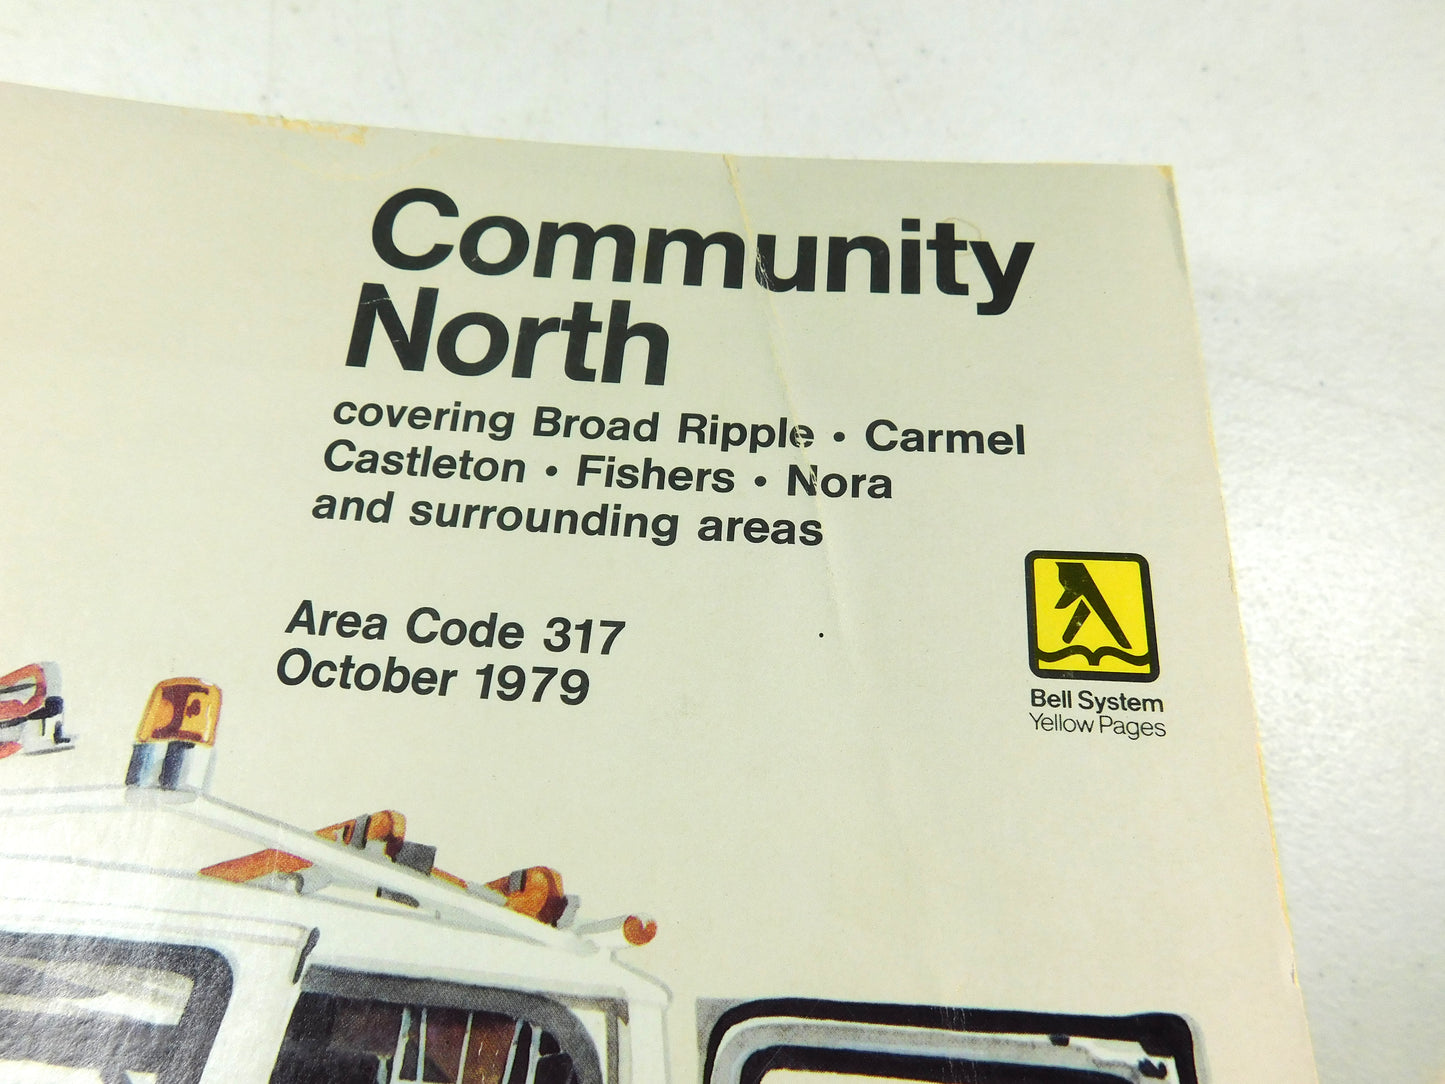 Community
North
covering Broad Ripple • Carmel
Castleton • Fishers • Nora
and surrounding areas
Area Code 317
October 1979
Bell System
Yellow Pages